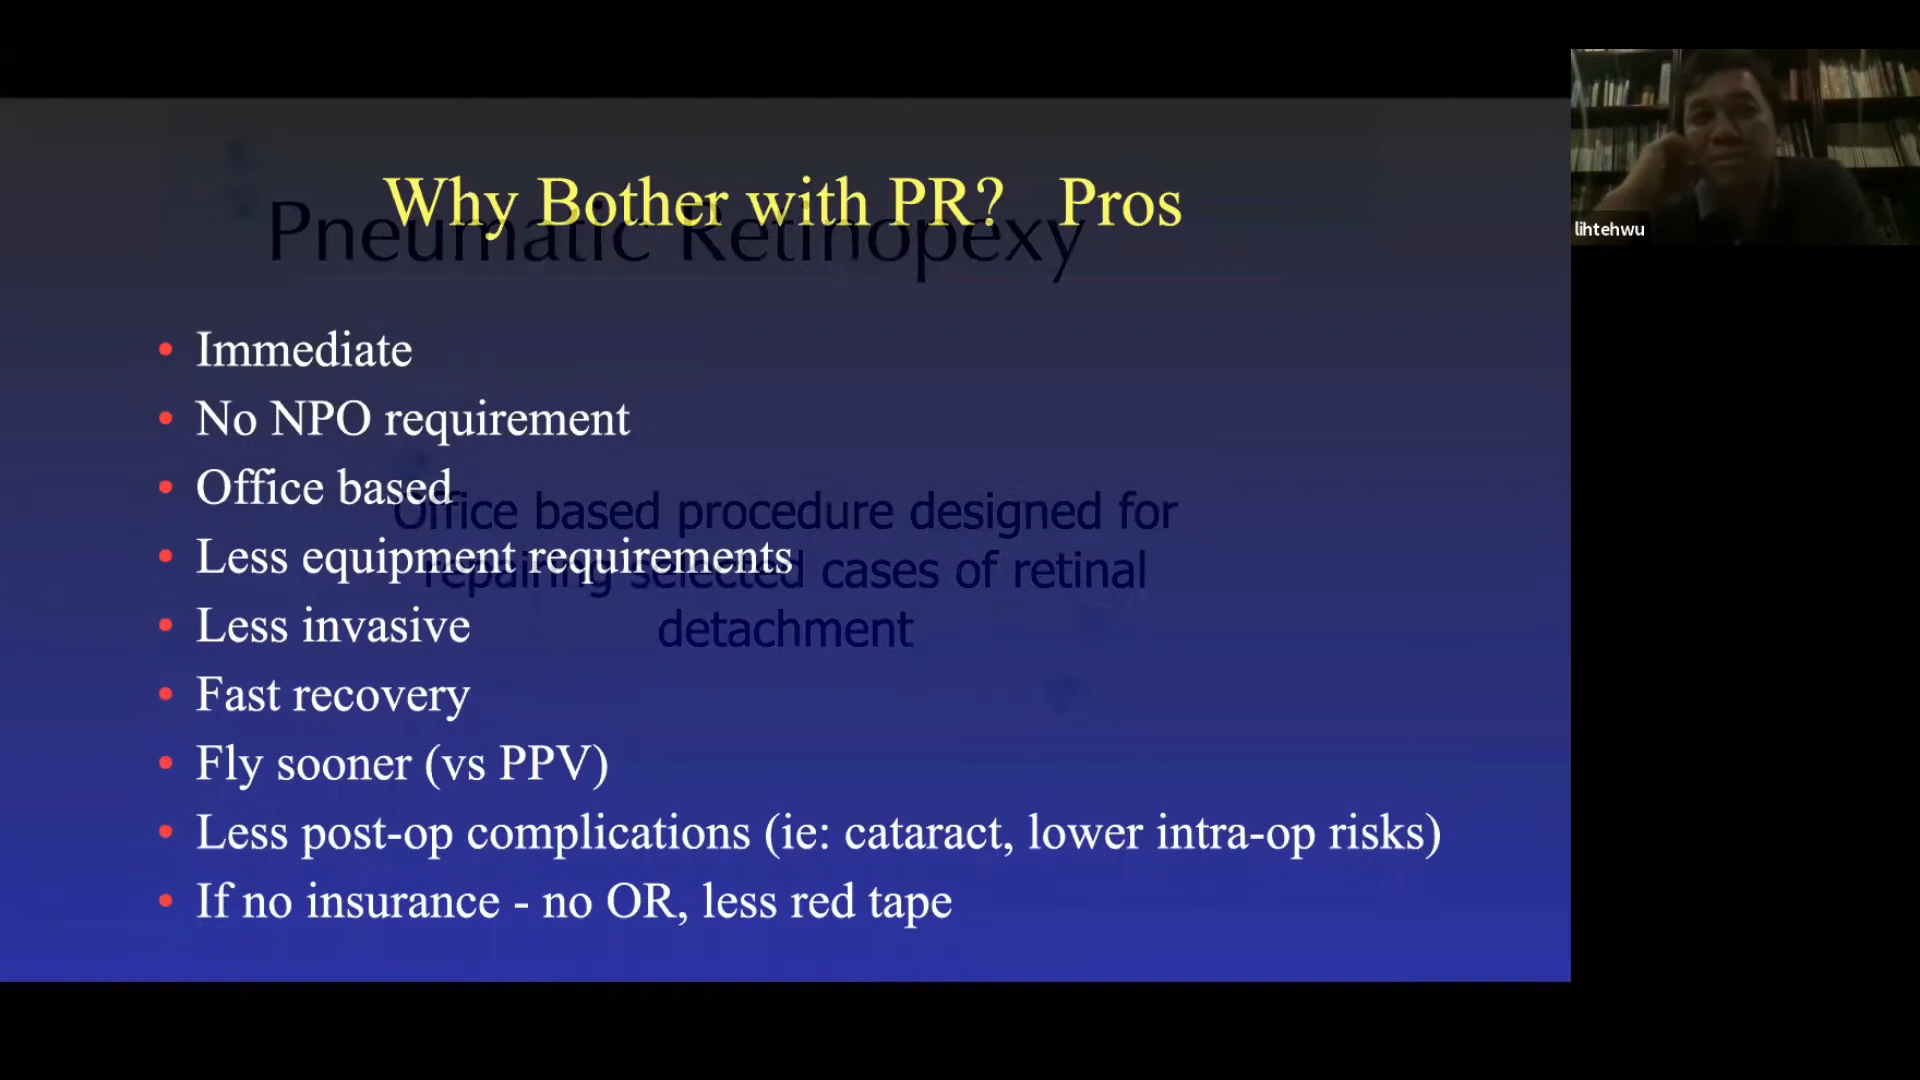 Why Bother with PR? Pros
Pneumatic Retinopexy
• Immediate
• No NPO requirement
• Office based
• Less equipment requirements
• Less invasive
• Fast recovery
• Fly sooner (vs PPV)
• Less post-op complications (ie: cataract, lower intra-op risks)
• If no insurance - no OR, less red tape
Office based procedure designed for
repairing selected cases of retinal
detachment
lihtehwu